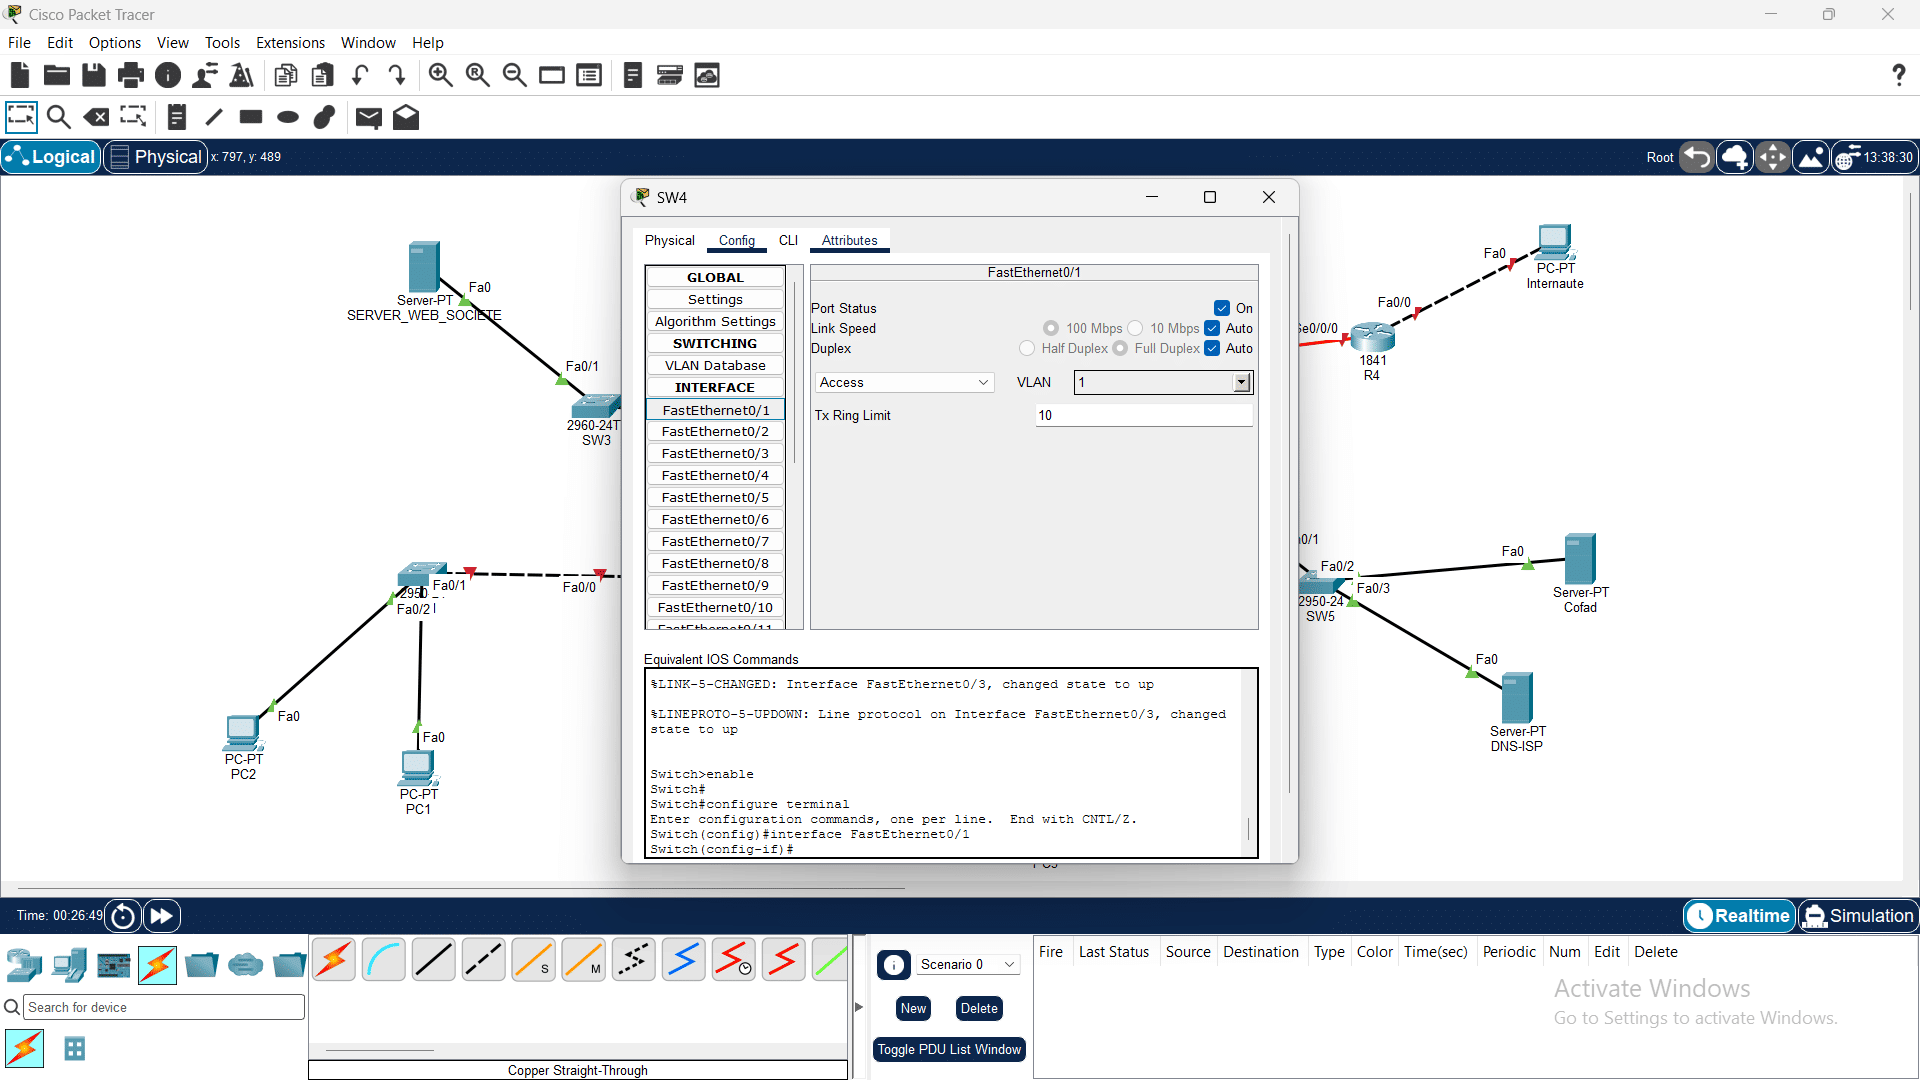 Cisco Packet Tracer
File Edit Options View Tools Extensions Window Help
Logical Physical x: 797, y: 489
Root 13:38:30
SW4
Physical Config CLI Attributes
GLOBAL
Settings
Algorithm Settings
SWITCHING
VLAN Database
INTERFACE
FastEthernet0/1
FastEthernet0/2
FastEthernet0/3
FastEthernet0/4
FastEthernet0/5
FastEthernet0/6
FastEthernet0/7
FastEthernet0/8
FastEthernet0/9
FastEthernet0/10
FastEthernet0/11
FastEthernet0/1
Port Status On
Link Speed 100 Mbps 10 Mbps Auto
Duplex Half Duplex Full Duplex Auto
Access VLAN 1
Tx Ring Limit 10
Equivalent IOS Commands
%LINK-5-CHANGED: Interface FastEthernet0/3, changed state to up
%LINEPROTO-5-UPDOWN: Line protocol on Interface FastEthernet0/3, changed
state to up
Switch>enable
Switch#
Switch#configure terminal
Enter configuration commands, one per line. End with CNTL/Z.
Switch(config)#interface FastEthernet0/1
Switch(config-if)#
Fa0
Server-PT
SERVER_WEB_SOCIETE
Fa0/1
2960-24T
SW3
Fa0/1
Fa0/0
Fa0/2
Fa0
PC-PT
PC2
Fa0
PC-PT
PC1
Fa0
PC-PT
Internaute
Fa0/0
Se0/0/0
1841
R4
Fa0/2
Fa0/3
2950-24
SW5
Fa0
Server-PT
Cofad
Fa0
Server-PT
DNS-ISP
Time: 00:26:49
Realtime Simulation
Search for device
S
M
Copper Straight-Through
Scenario 0
New Delete
Toggle PDU List Window
Fire Last Status Source Destination Type Color Time(sec) Periodic Num Edit Delete
Activate Windows
Go to Settings to activate Windows.